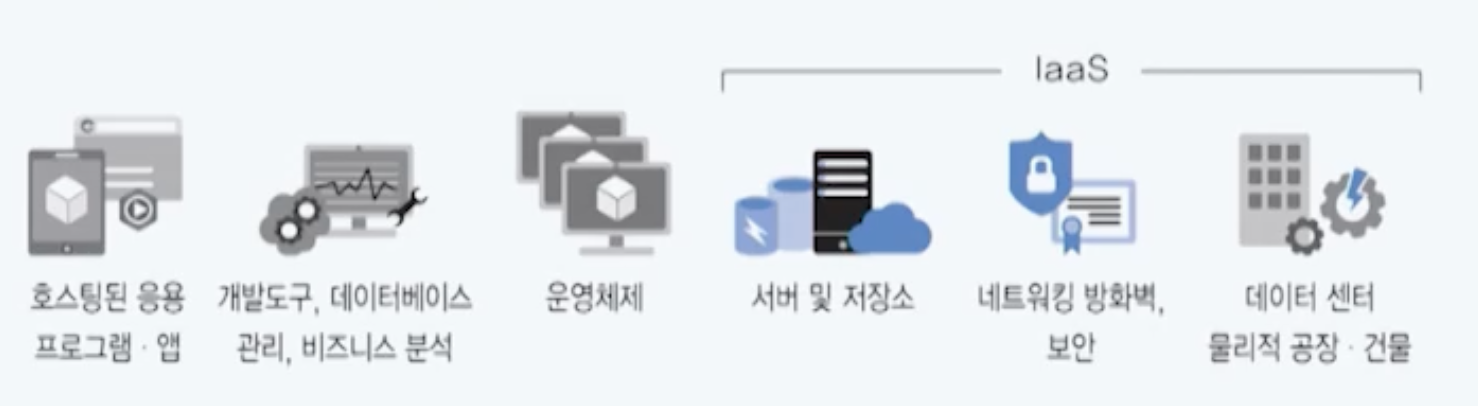 IaaS
호스팅된 응용
프로그램 · 앱
개발도구, 데이터베이스
관리, 비즈니스 분석
운영체제
서버 및 저장소
네트워킹 방화벽,
보안
데이터 센터
물리적 공장 · 건물